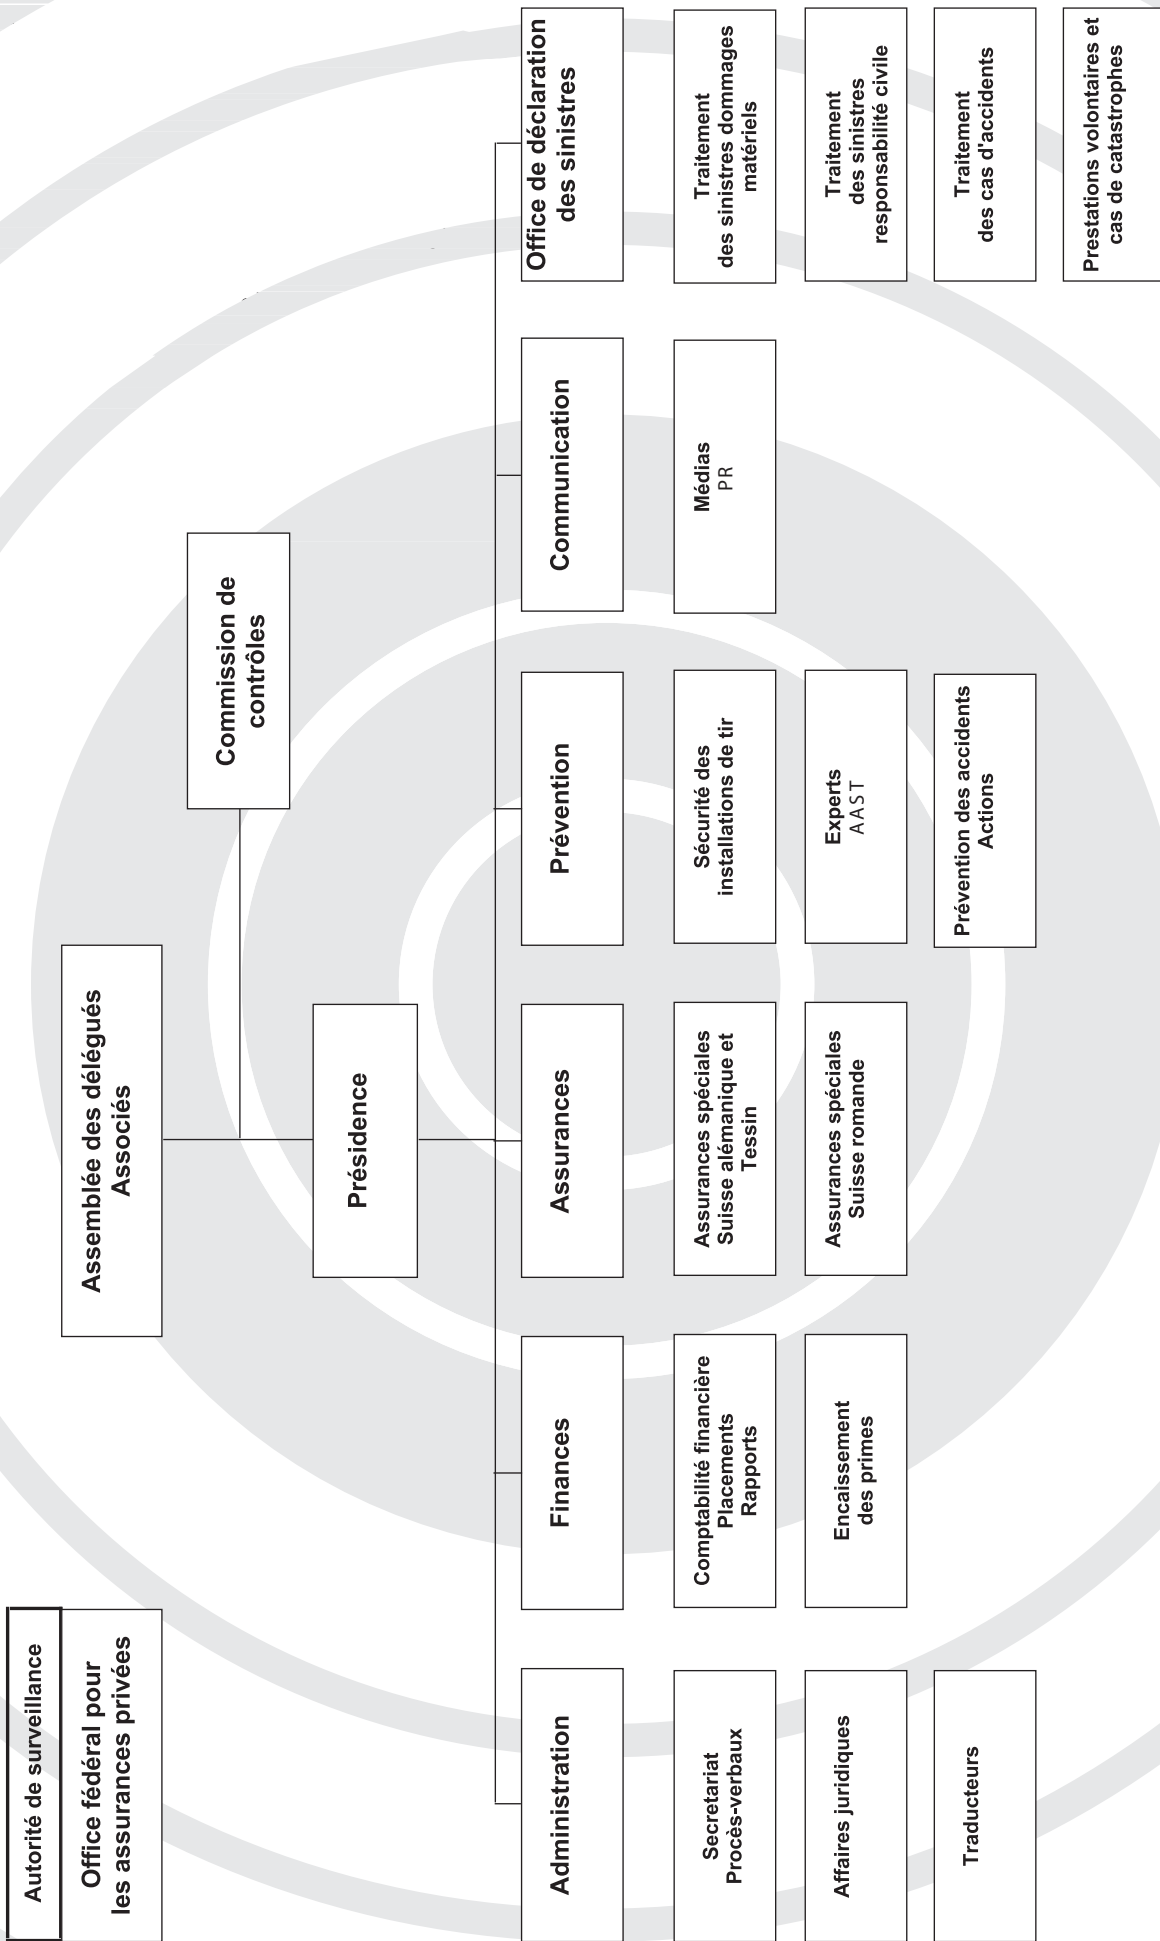 Autorité de surveillance
Office fédéral pour
les assurances privées
Assemblée des délégués
Associés
Commission de
contrôles
Présidence
Administration
Finances
Assurances
Prévention
Communication
Office de déclaration
des sinistres
Secretariat
Procès-verbaux
Comptabilité financière
Placements
Rapports
Assurances spéciales
Suisse alémanique et
Tessin
Sécurité des
installations de tir
Médias
PR
Traitement
des sinistres dommages
matériels
Affaires juridiques
Encaissement
des primes
Assurances spéciales
Suisse romande
Experts
AAST
Traitement
des sinistres
responsabilité civile
Traducteurs
Prévention des accidents
Actions
Traitement
des cas d'accidents
Prestations volontaires et
cas de catastrophes